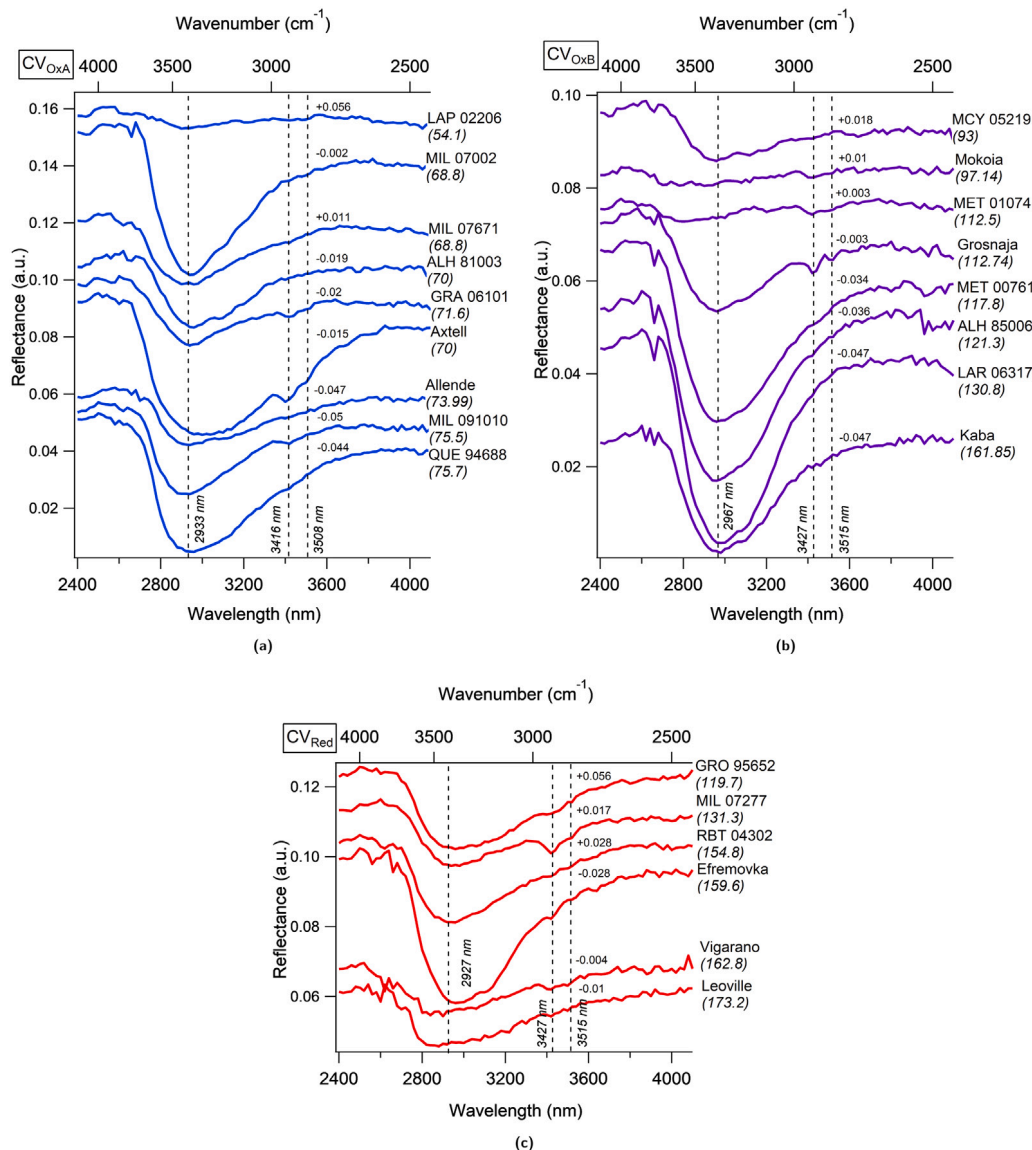 Wavenumber (cm-1)
CVOxA
4000 3500 3000 2500
(a)
0.16
0.14
0.12
0.10
0.08
0.06
0.04
0.02
Reflectance (a.u.)
+0.056
LAP 02206
(54.1)
-0.002
MIL 07002
(68.8)
+0.011
MIL 07671
(68.8)
-0.019
ALH 81003
(70)
-0.02
GRA 06101
(71.6)
-0.015
Axtell
(70)
-0.047
Allende
(73.99)
-0.05
MIL 091010
(75.5)
-0.044
QUE 94688
(75.7)
2933 nm
3416 nm
3508 nm
2400 2800 3200 3600 4000
Wavelength (nm)
(a)
Wavenumber (cm-1)
CVOxB
4000 3500 3000 2500
(b)
0.10
0.08
0.06
0.04
0.02
Reflectance (a.u.)
+0.018
MCY 05219
(93)
+0.01
Mokoia
(97.14)
+0.003
MET 01074
(112.5)
-0.003
Grosnaja
(112.74)
-0.034
MET 00761
(117.8)
-0.036
ALH 85006
(121.3)
-0.047
LAR 06317
(130.8)
-0.047
Kaba
(161.85)
2967 nm
3427 nm
3515 nm
2400 2800 3200 3600 4000
Wavelength (nm)
(b)
Wavenumber (cm-1)
CVRed
4000 3500 3000 2500
0.12
0.10
0.08
0.06
Reflectance (a.u.)
+0.056
GRO 95652
(119.7)
+0.017
MIL 07277
(131.3)
+0.028
RBT 04302
(154.8)
-0.028
Efremovka
(159.6)
-0.004
Vigarano
(162.8)
-0.01
Leoville
(173.2)
2927 nm
3427 nm
3515 nm
2400 2800 3200 3600 4000
Wavelength (nm)
(c)